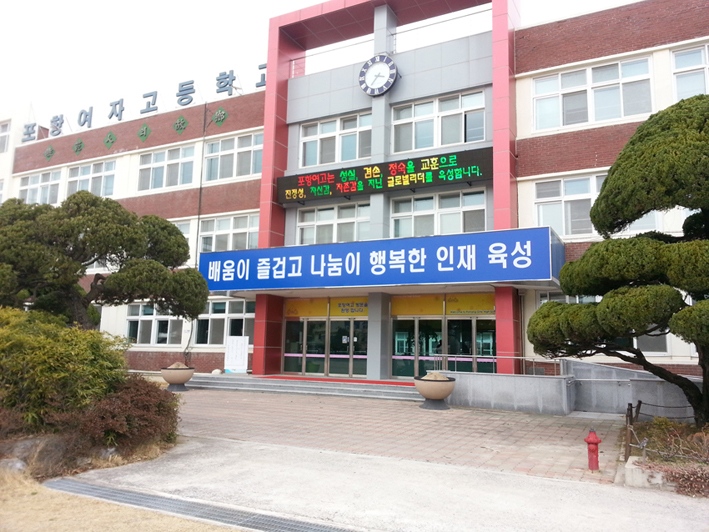 포항여자고등학교
포항여고는 성실, 겸손, 정숙을 교훈으로
진정성, 자신감, 자존감을 지닌 글로벌리더를 육성합니다.
배움이 즐겁고 나눔이 행복한 인재 육성